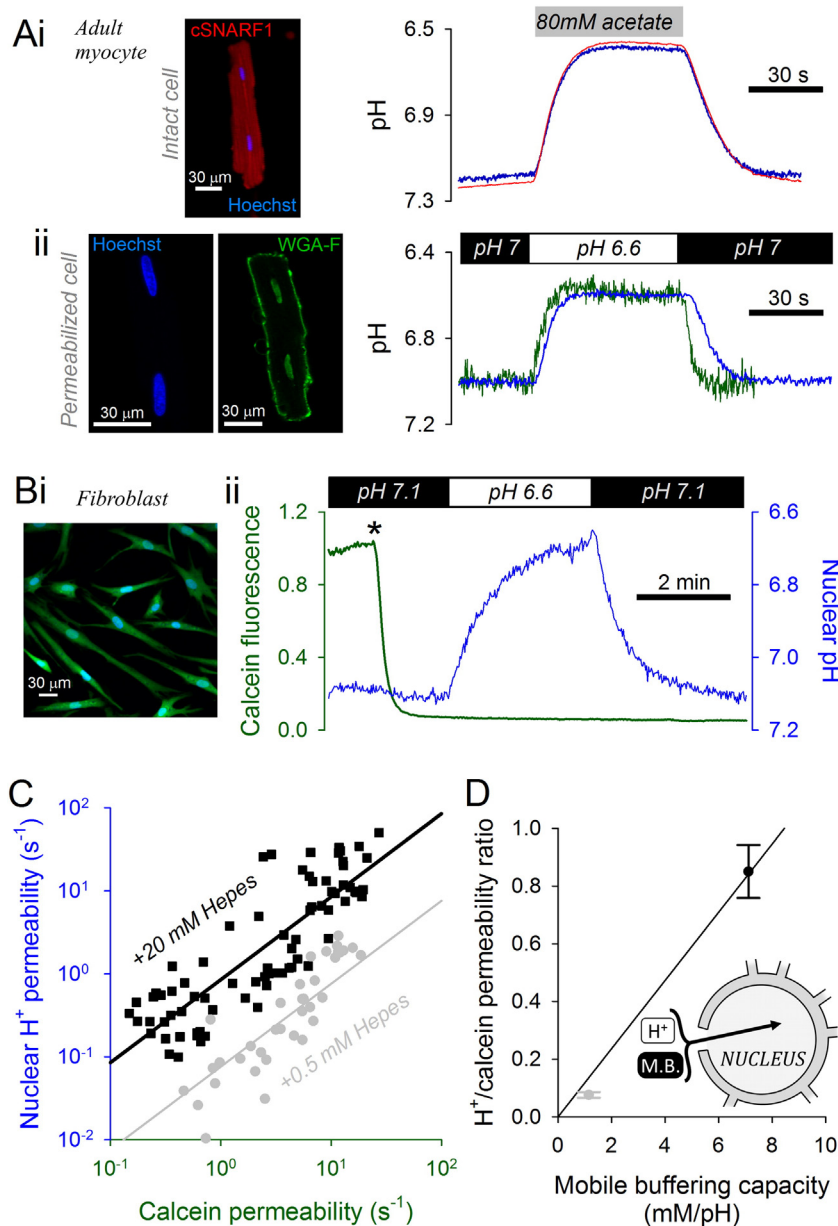 Ai
Adult
myocyte
Intact cell
cSNARF1
30 μm
Hoechst
80mM acetate
6.5
6.9
7.3
pH
30 s
ii
Permeabilized cell
Hoechst
30 μm
WGA-F
30 μm
pH 7
pH 6.6
pH 7
6.4
6.8
7.2
pH
30 s
Bi
Fibroblast
30 μm
ii
pH 7.1
pH 6.6
pH 7.1
Calcein fluorescence
1.2
0.8
0.4
0.0
*
2 min
6.6
6.8
7.0
7.2
Nuclear pH
C
Nuclear H⁺ permeability (s⁻¹)
10²
10¹
10⁰
10⁻¹
10⁻²
+20 mM Hepes
+0.5 mM Hepes
10⁻¹ 10⁰ 10¹ 10²
Calcein permeability (s⁻¹)
D
H⁺/calcein permeability ratio
1.0
0.8
0.6
0.4
0.2
0.0
H⁺
M.B.
NUCLEUS
0 2 4 6 8 10
Mobile buffering capacity
(mM/pH)